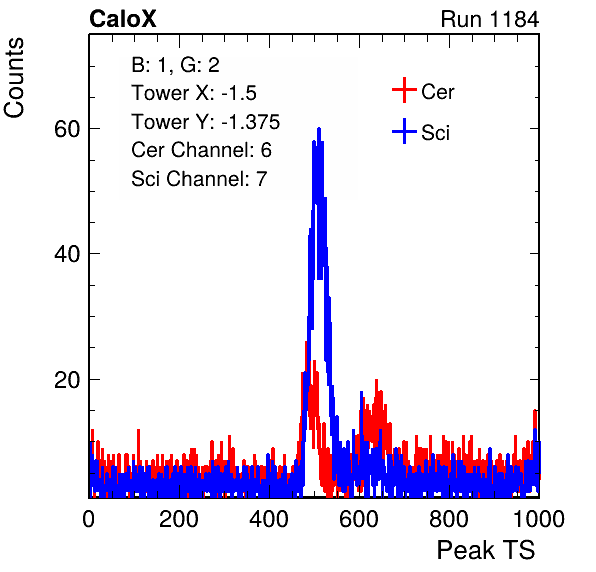 CaloX Run 1184
Counts
B: 1, G: 2
Tower X: -1.5
Tower Y: -1.375
Cer Channel: 6
Sci Channel: 7
Cer
Sci
60
40
20
0 200 400 600 800 1000
Peak TS